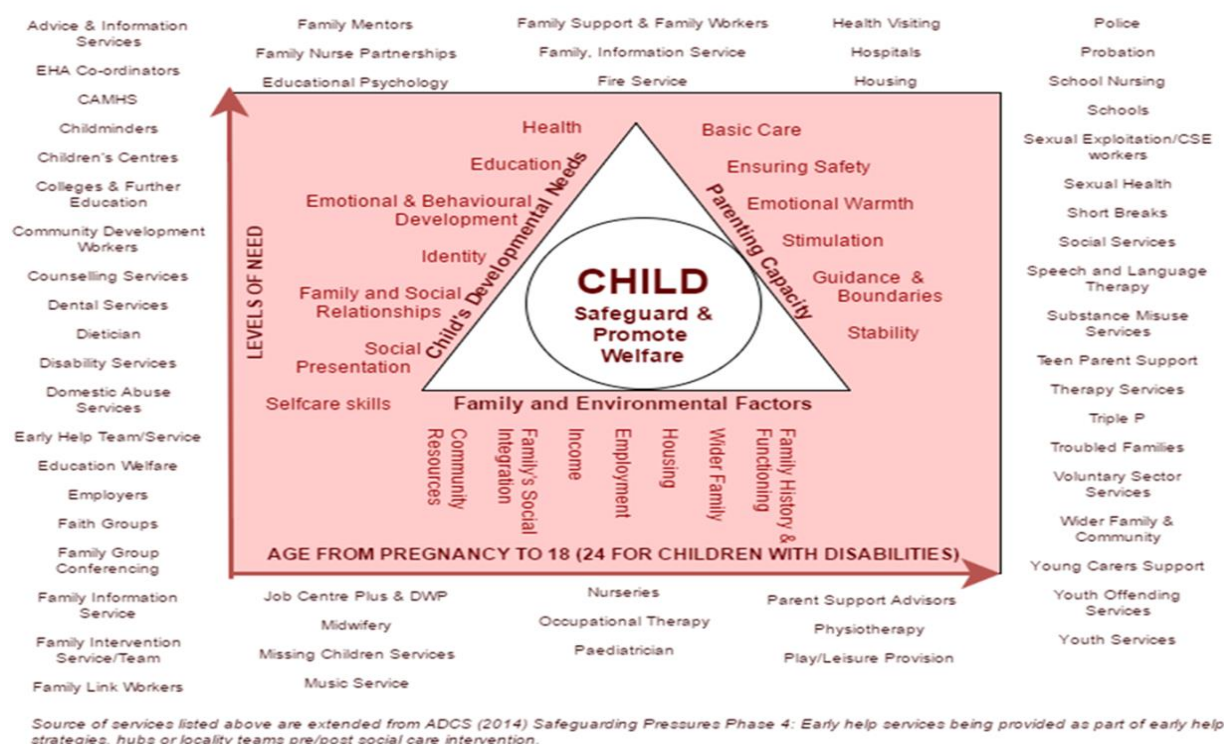 Advice & Information
Services
EHA Co-ordinators
CAMHS
Childminders
Children's Centres
Colleges & Further
Education
Community Development
Workers
Counselling Services
Dental Services
Dietician
Disability Services
Domestic Abuse
Services
Early Help Team/Service
Education Welfare
Employers
Faith Groups
Family Group
Conferencing
Family Information
Service
Family Intervention
Service/Team
Family Link Workers
Family Mentors
Family Nurse Partnerships
Educational Psychology
Family Support & Family Workers
Family, Information Service
Fire Service
Health Visiting
Hospitals
Housing
Police
Probation
School Nursing
Schools
Sexual Exploitation/CSE
workers
Sexual Health
Short Breaks
Social Services
Speech and Language
Therapy
Substance Misuse
Services
Teen Parent Support
Therapy Services
Triple P
Troubled Families
Voluntary Sector
Services
Wider Family &
Community
Young Carers Support
Youth Offending
Services
Youth Services
LEVELS OF NEED
Health
Education
Emotional & Behavioural
Development
Identity
Family and Social
Relationships
Social
Presentation
Selfcare skills
Child's Developmental Needs
CHILD
Safeguard &
Promote
Welfare
Parenting Capacity
Basic Care
Ensuring Safety
Emotional Warmth
Stimulation
Guidance &
Boundaries
Stability
Family and Environmental Factors
Community
Resources
Family's Social
Integration
Income
Employment
Housing
Wider Family
Family History &
Functioning
AGE FROM PREGNANCY TO 18 (24 FOR CHILDREN WITH DISABILITIES)
Job Centre Plus & DWP
Midwifery
Missing Children Services
Music Service
Nurseries
Occupational Therapy
Paediatrician
Parent Support Advisors
Physiotherapy
Play/Leisure Provision
Source of services listed above are extended from ADCS (2014) Safeguarding Pressures Phase 4: Early help services being provided as part of early help
strategies, hubs or locality teams pre/post social care intervention.